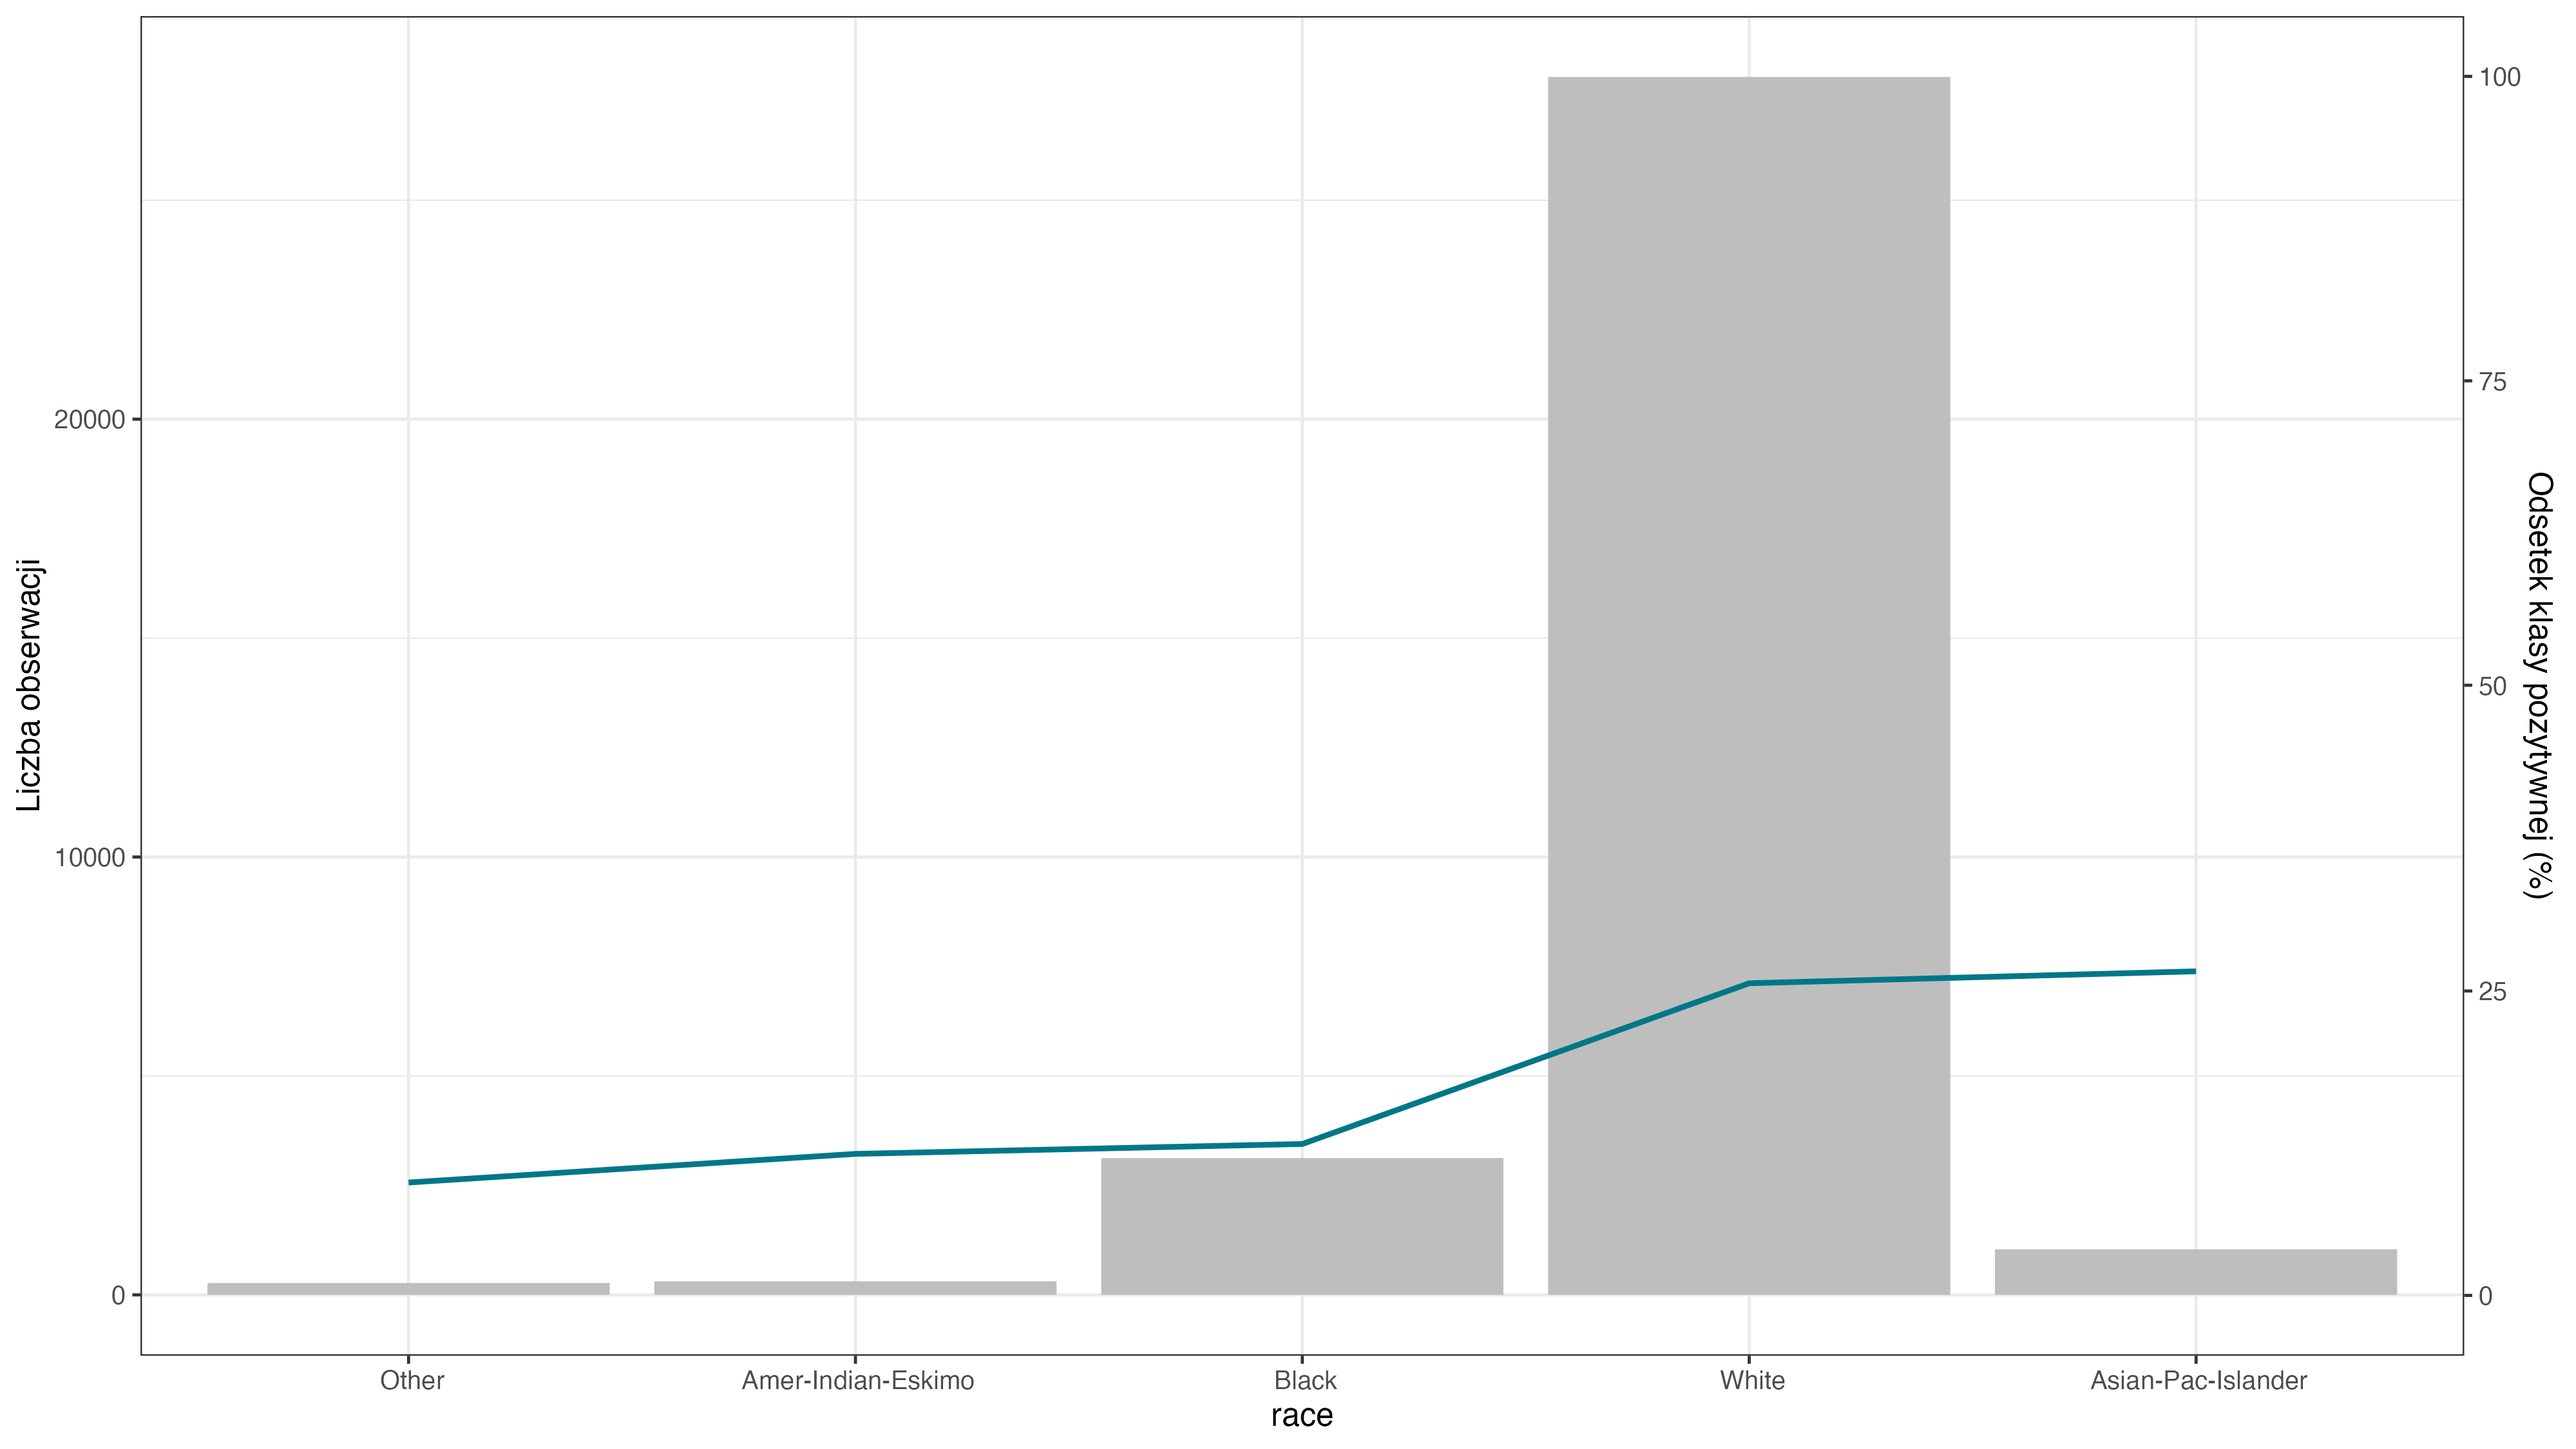 Liczba obserwacji
20000
10000
0
100
75
50
25
0
Odsetek klasy pozytywnej (%)
Other
Amer-Indian-Eskimo
Black
White
Asian-Pac-Islander
race